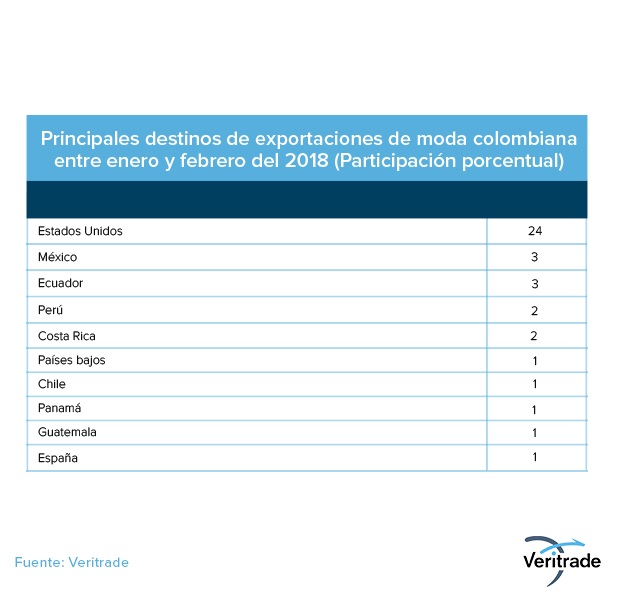 Principales destinos de exportaciones de moda colombiana
entre enero y febrero del 2018 (Participación porcentual)
Estados Unidos 24
México 3
Ecuador 3
Perú 2
Costa Rica 2
Países bajos 1
Chile 1
Panamá 1
Guatemala 1
España 1
Fuente: Veritrade
Veritrade